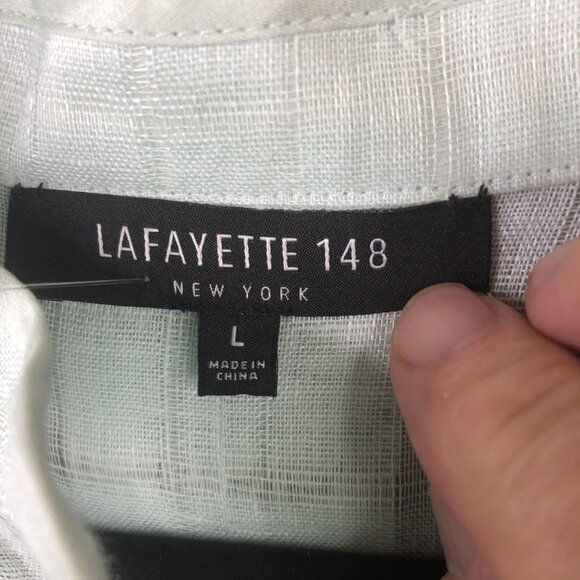 LAFAYETTE 148
NEW YORK
L
MADE IN
CHINA